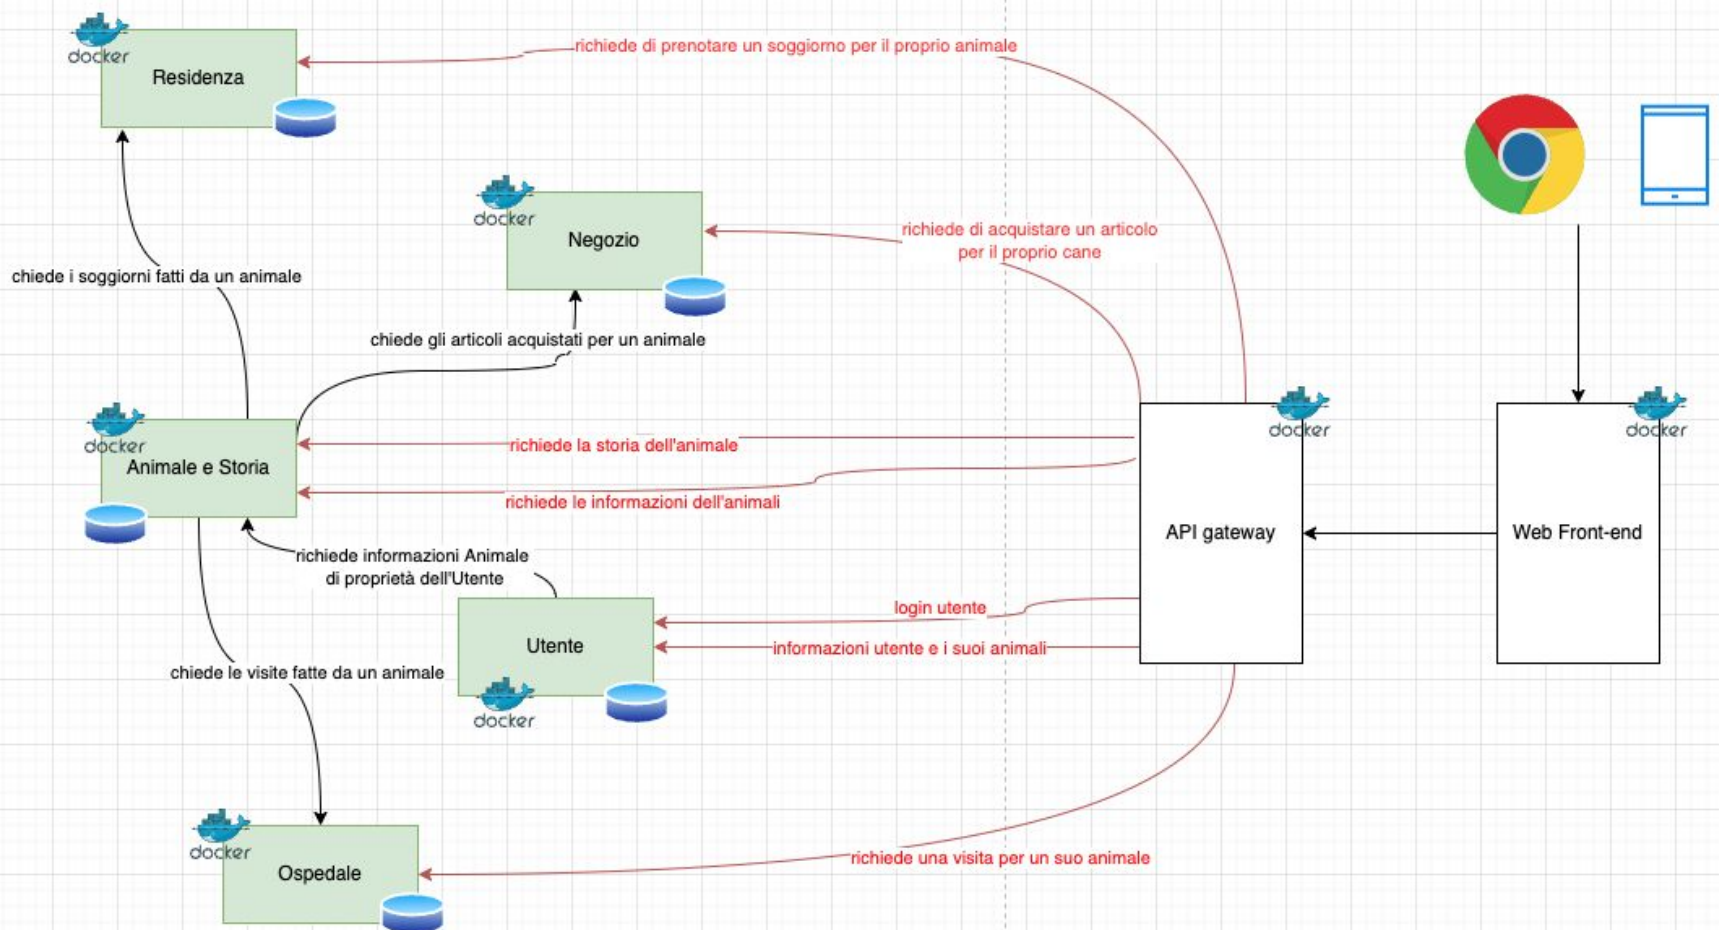 docker
Residenza
richiede di prenotare un soggiorno per il proprio animale
docker
Negozio
richiede di acquistare un articolo
per il proprio cane
chiede i soggiorni fatti da un animale
chiede gli articoli acquistati per un animale
docker
Animale e Storia
richiede la storia dell'animale
richiede le informazioni dell'animali
docker
API gateway
docker
Web Front-end
richiede informazioni Animale
di proprietà dell'Utente
login utente
Utente
informazioni utente e i suoi animali
docker
chiede le visite fatte da un animale
docker
Ospedale
richiede una visita per un suo animale